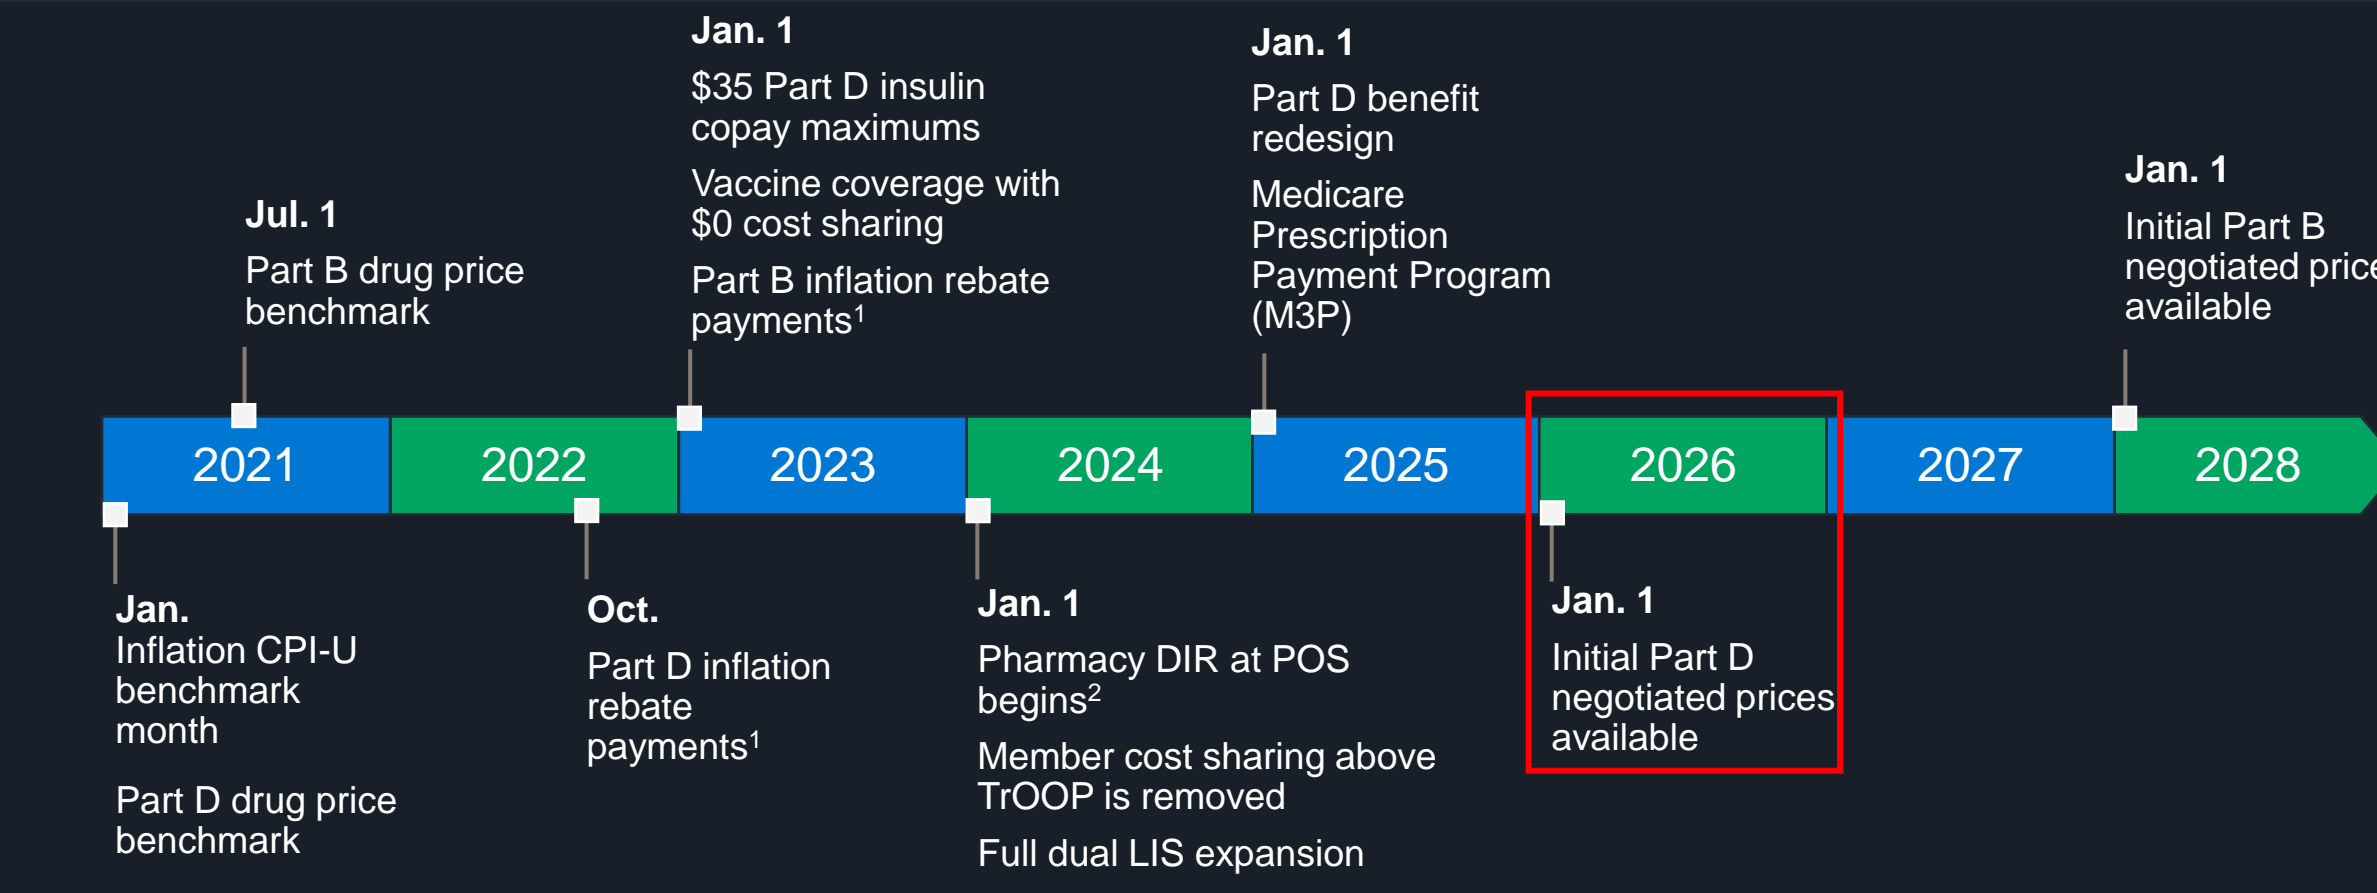 Jul. 1
Part B drug price
benchmark
Jan. 1
$35 Part D insulin
copay maximums
Vaccine coverage with
$0 cost sharing
Part B inflation rebate
payments¹
Jan. 1
Part D benefit
redesign
Medicare
Prescription
Payment Program
(M3P)
Jan. 1
Initial Part B
negotiated price
available
2021
2022
2023
2024
2025
2026
2027
2028
Jan.
Inflation CPI-U
benchmark
month
Part D drug price
benchmark
Oct.
Part D inflation
rebate
payments¹
Jan. 1
Pharmacy DIR at POS
begins²
Member cost sharing above
TrOOP is removed
Full dual LIS expansion
Jan. 1
Initial Part D
negotiated prices
available